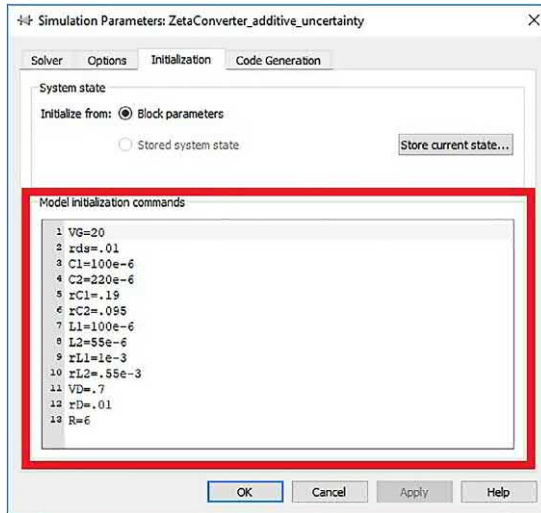 Simulation Parameters: ZetaConverter_additive_uncertainty
Solver Options Initialization Code Generation
System state
Initialize from: Block parameters
Stored system state Store current state...
Model initialization commands
1 VG=20
2 rds=.01
3 C1=100e-6
4 C2=220e-6
5 rC1=.19
6 rC2=.095
7 L1=100e-6
8 L2=55e-6
9 rL1=1e-3
10 rL2=.55e-3
11 VD=.7
12 rD=.01
13 R=6
OK Cancel Apply Help